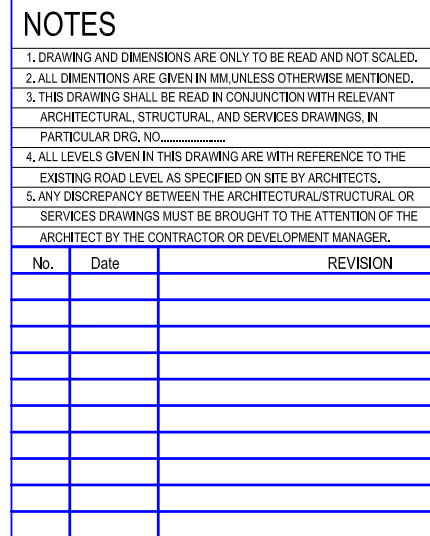 NOTES
1. DRAWING AND DIMENSIONS ARE ONLY TO BE READ AND NOT SCALED.
2. ALL DIMENTIONS ARE GIVEN IN MM,UNLESS OTHERWISE MENTIONED.
3. THIS DRAWING SHALL BE READ IN CONJUNCTION WITH RELEVANT
ARCHITECTURAL, STRUCTURAL, AND SERVICES DRAWINGS, IN
PARTICULAR DRG. NO......................
4. ALL LEVELS GIVEN IN THIS DRAWING ARE WITH REFERENCE TO THE
EXISTING ROAD LEVEL AS SPECIFIED ON SITE BY ARCHITECTS.
5. ANY DISCREPANCY BETWEEN THE ARCHITECTURAL/STRUCTURAL OR
SERVICES DRAWINGS MUST BE BROUGHT TO THE ATTENTION OF THE
ARCHITECT BY THE CONTRACTOR OR DEVELOPMENT MANAGER.
No. Date REVISION